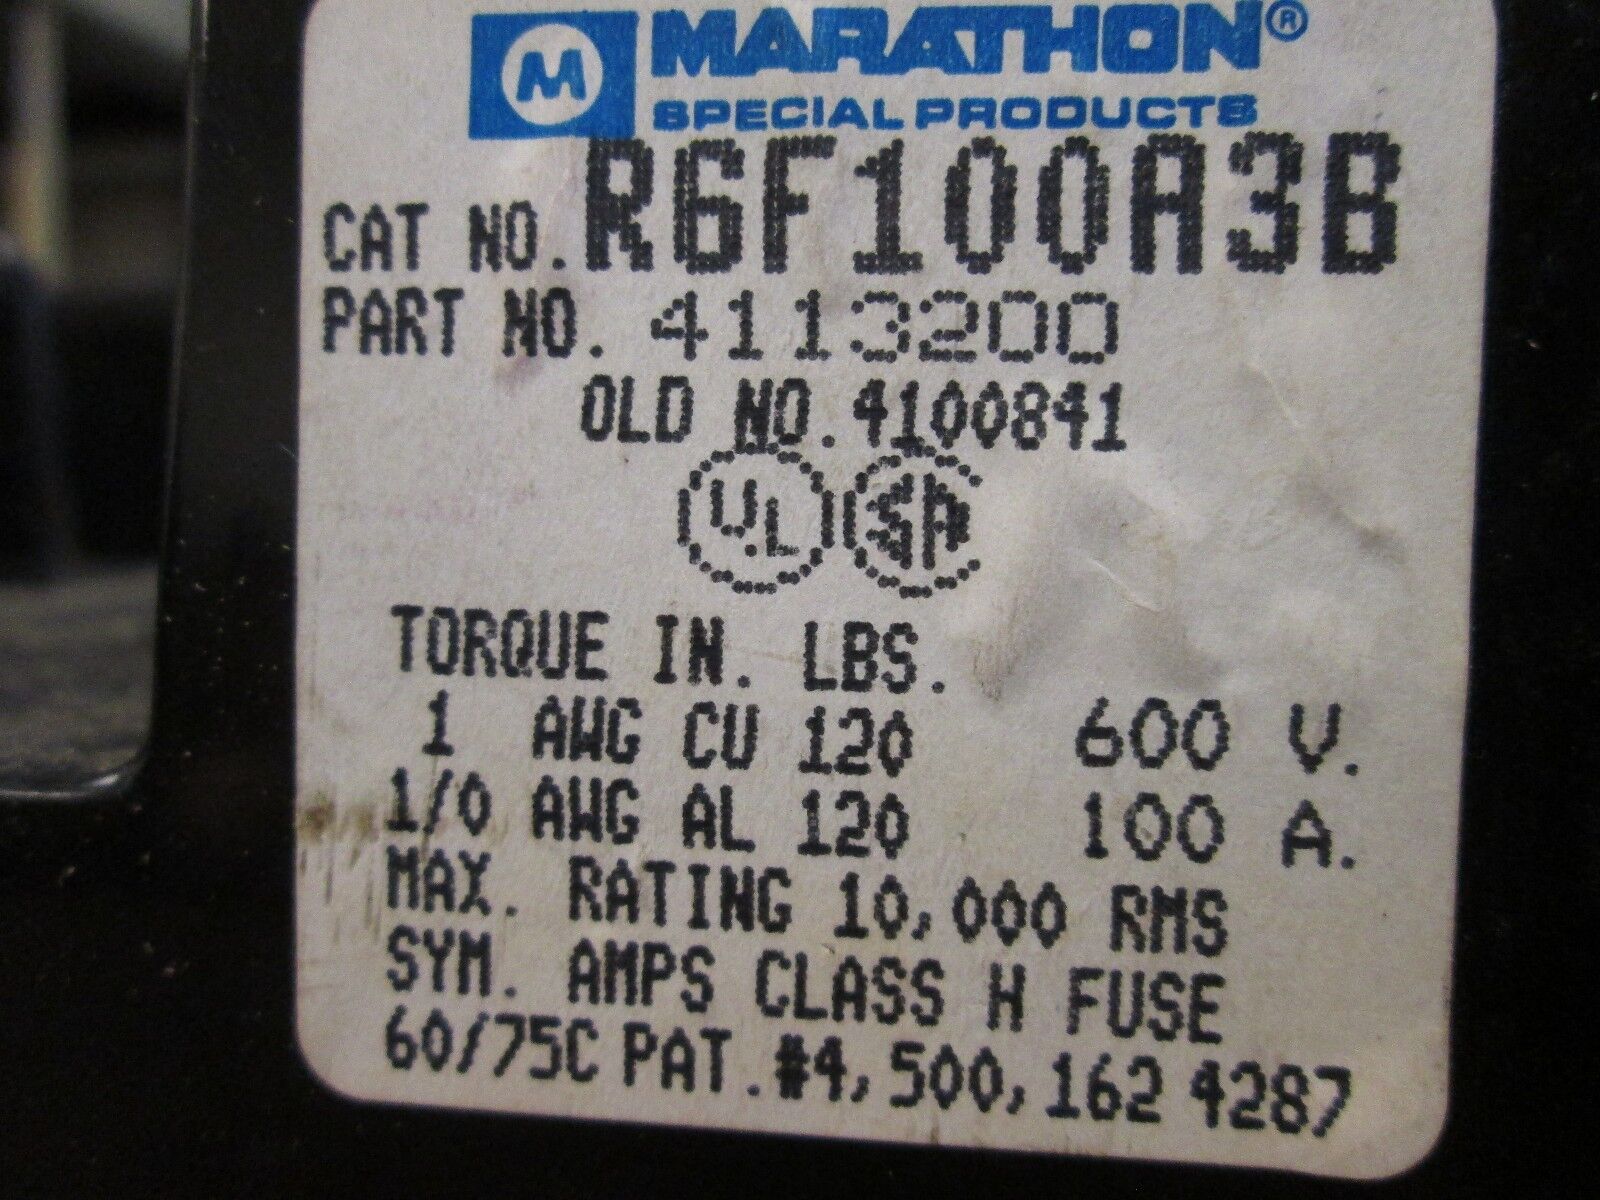 M MARATHON®
SPECIAL PRODUCTS
CAT NO. R6F100A3B
PART NO. 4113200
OLD NO. 4100841
UL SA
TORQUE IN. LBS.
1 AWG CU 120 600 V.
1/0 AWG AL 120 100 A.
MAX. RATING 10,000 RMS
SYM. AMPS CLASS H FUSE
60/75C PAT. #4,500,162 4287